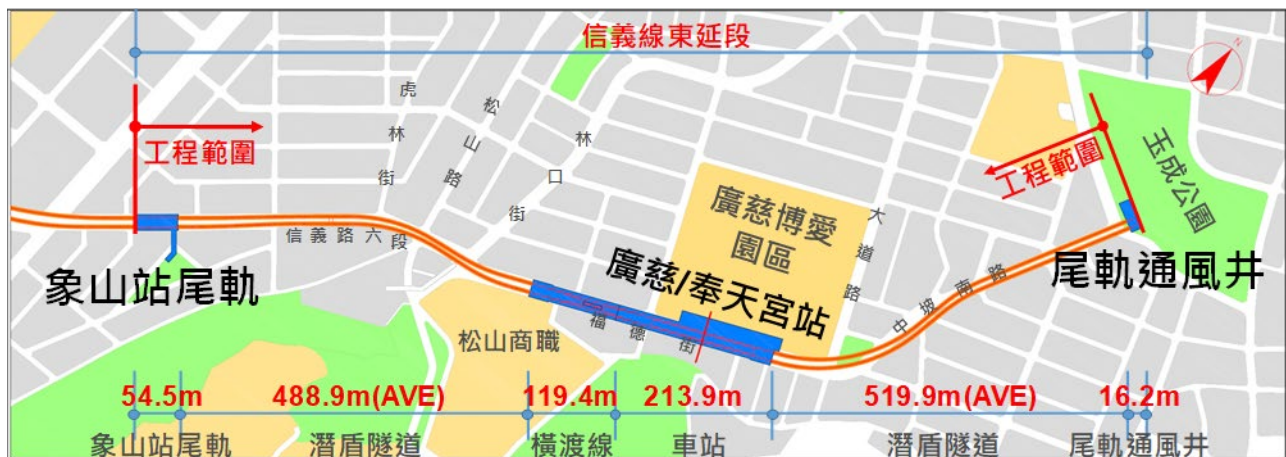 信義線東延段
N
工程範圍
虎林街
松山路
林口街
信義路六段
象山站尾軌
松山商職
福德街
廣慈博愛
園區
廣慈/奉天宮站
大道路
中坡南路
工程範圍
玉成公園
尾軌通風井
54.5m
488.9m(AVE)
119.4m
213.9m
519.9m(AVE)
16.2m
象山站尾軌
潛盾隧道
橫渡線
車站
潛盾隧道
尾軌通風井